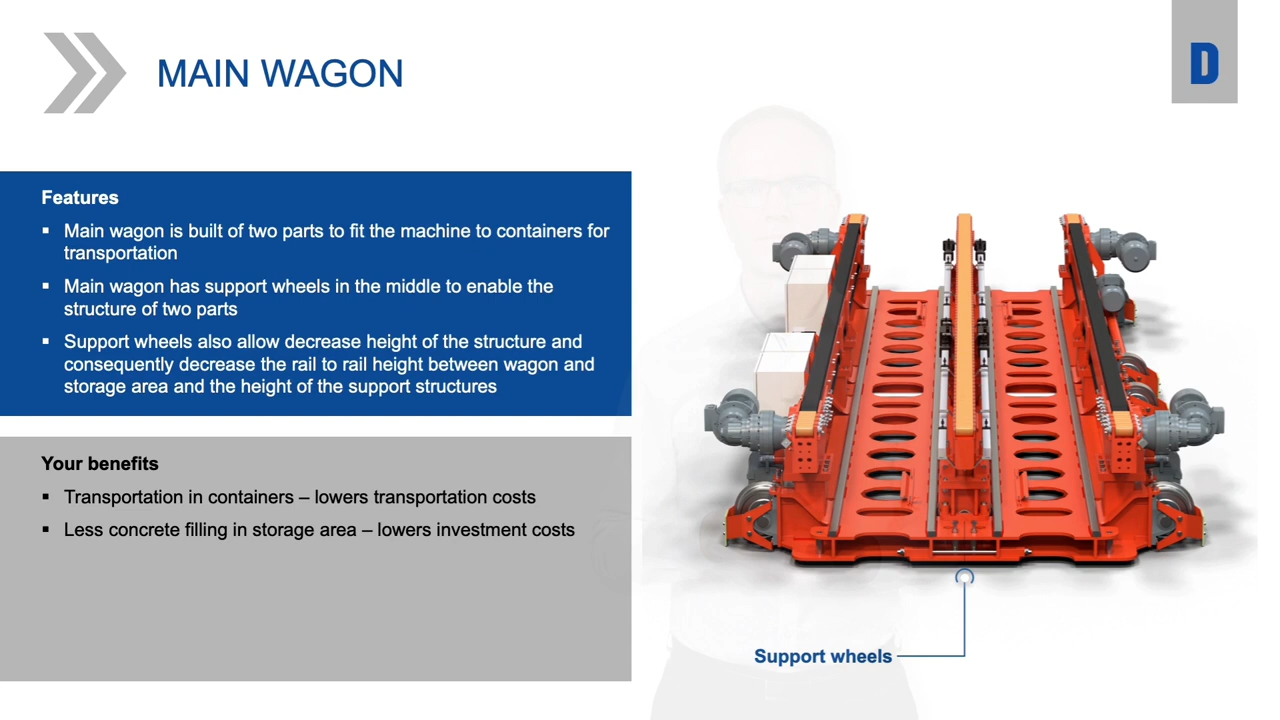 MAIN WAGON
D
Features
▪ Main wagon is built of two parts to fit the machine to containers for
transportation
▪ Main wagon has support wheels in the middle to enable the
structure of two parts
▪ Support wheels also allow decrease height of the structure and
consequently decrease the rail to rail height between wagon and
storage area and the height of the support structures
Your benefits
▪ Transportation in containers – lowers transportation costs
▪ Less concrete filling in storage area – lowers investment costs
Support wheels